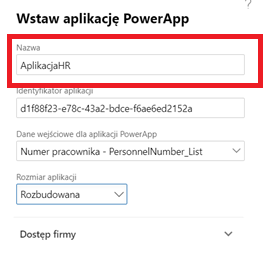 ?
Wstaw aplikację PowerApp
Nazwa
AplikacjaHR
Identyfikator aplikacji
d1f88f23-e78c-43a2-bdce-f6ae6ed2152a
Dane wejściowe dla aplikacji PowerApp
Numer pracownika - PersonnelNumber_List
Rozmiar aplikacji
Rozbudowana
Dostęp firmy